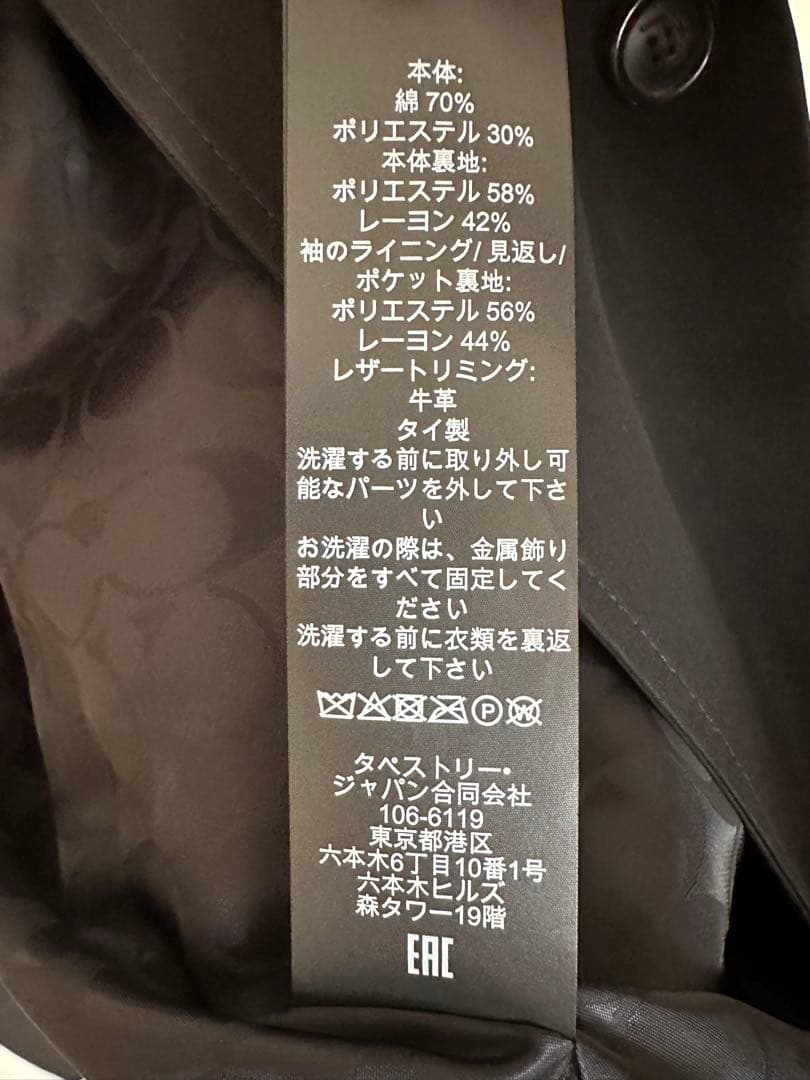 本体:
綿 70%
ポリエステル 30%
本体裏地:
ポリエステル 58%
レーヨン 42%
袖のライニング/ 見返し/
ポケット裏地:
ポリエステル 56%
レーヨン 44%
レザートリミング:
牛革
タイ製
洗濯する前に取り外し可
能なパーツを外して下さ
い
お洗濯の際は、金属飾り
部分をすべて固定してく
ださい
洗濯する前に衣類を裏返
して下さい
P W
タペストリー•
ジャパン合同会社
106-6119
東京都港区
六本木6丁目10番1号
六本木ヒルズ
森タワー19階
EAC